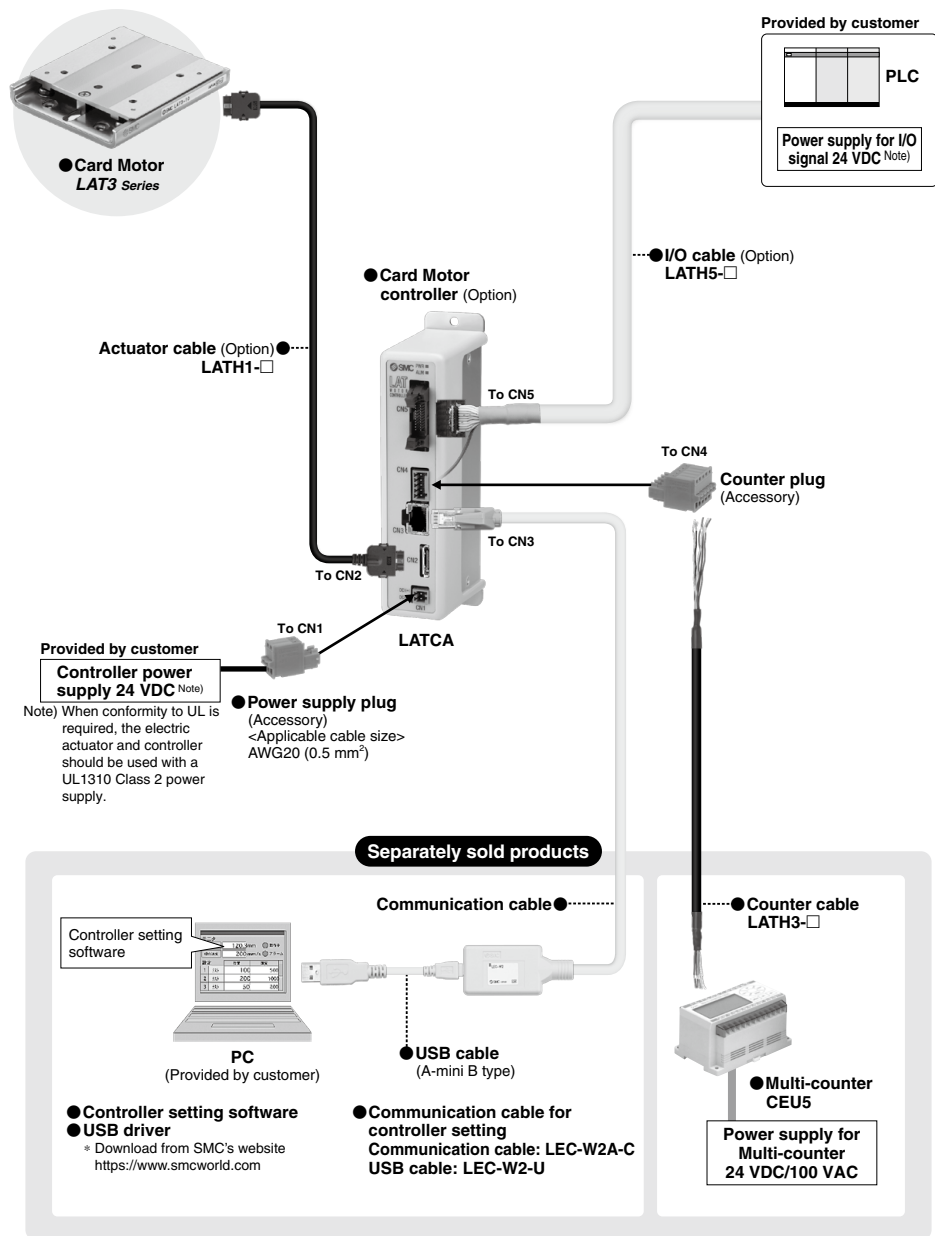 Provided by customer
PLC
Power supply for I/O
signal 24 VDC Note)
●Card Motor
LAT3 Series
●I/O cable (Option)
LATH5-□
●Card Motor
controller (Option)
Actuator cable (Option)●
LATH1-□
SMC
LAT
CN5
To CN5
To CN4
CN4
Counter plug
(Accessory)
CN3
To CN3
CN2
To CN2
CN1
LATCA
To CN1
Provided by customer
Controller power
supply 24 VDC Note)
Note) When conformity to UL is
required, the electric
actuator and controller
should be used with a
UL1310 Class 2 power
supply.
●Power supply plug
(Accessory)
<Applicable cable size>
AWG20 (0.5 mm²)
Separately sold products
Communication cable●
●Counter cable
LATH3-□
Controller setting
software
PC
(Provided by customer)
●USB cable
(A-mini B type)
●Multi-counter
CEU5
Power supply for
Multi-counter
24 VDC/100 VAC
●Controller setting software
●USB driver
* Download from SMC's website
https://www.smcworld.com
●Communication cable for
controller setting
Communication cable: LEC-W2A-C
USB cable: LEC-W2-U